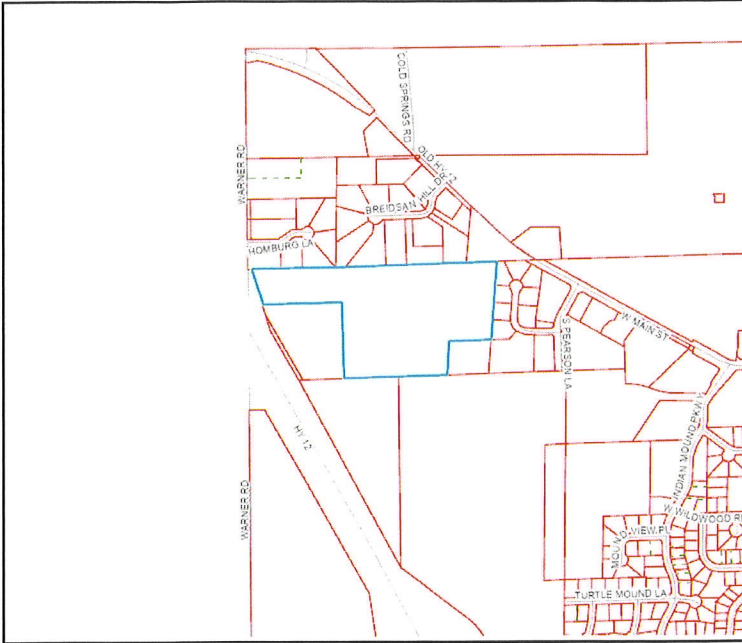 COLD SPRINGS RD
OLD HY 12
WARNER RD
BREIDSAN HILL DR
HOMBURG LA
W MAIN ST
S PEARSON LA
HY 12
INDIAN MOUND PKWY
WARNER RD
W WILDWOOD R
MOUND VIEW PL
TURTLE MOUND LA